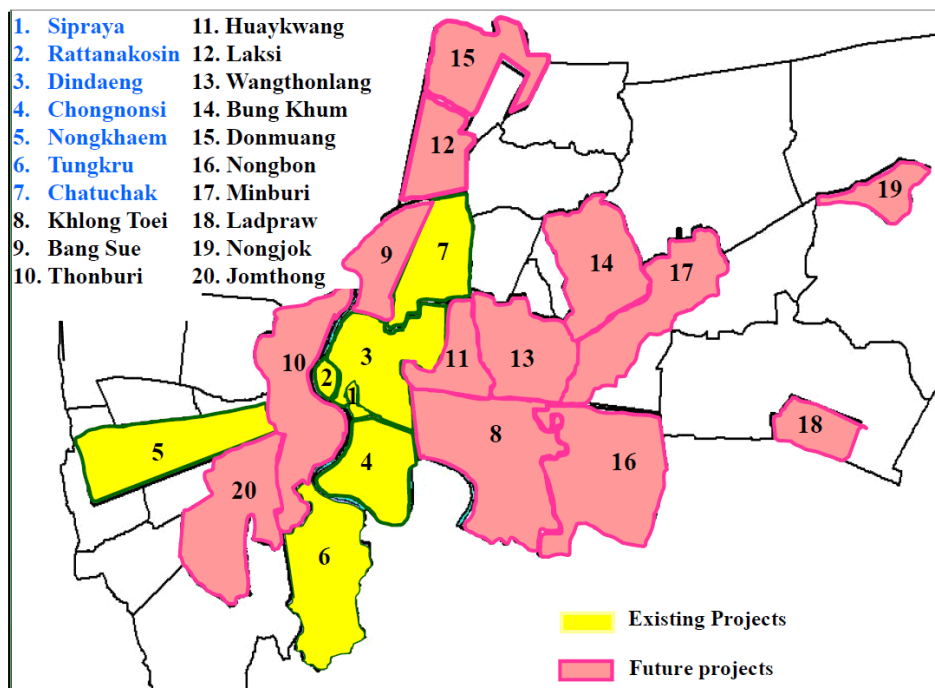 1. Sipraya
2. Rattanakosin
3. Dindaeng
4. Chongnonsi
5. Nongkhaem
6. Tungkru
7. Chatuchak
8. Khlong Toei
9. Bang Sue
10. Thonburi
11. Huaykwang
12. Laksi
13. Wangthonlang
14. Bung Khum
15. Donmuang
16. Nongbon
17. Minburi
18. Ladpraw
19. Nongjok
20. Jomthong
15
12
19
9
7
14
17
10
3
11
13
2
1
5
4
8
16
18
20
6
Existing Projects
Future projects